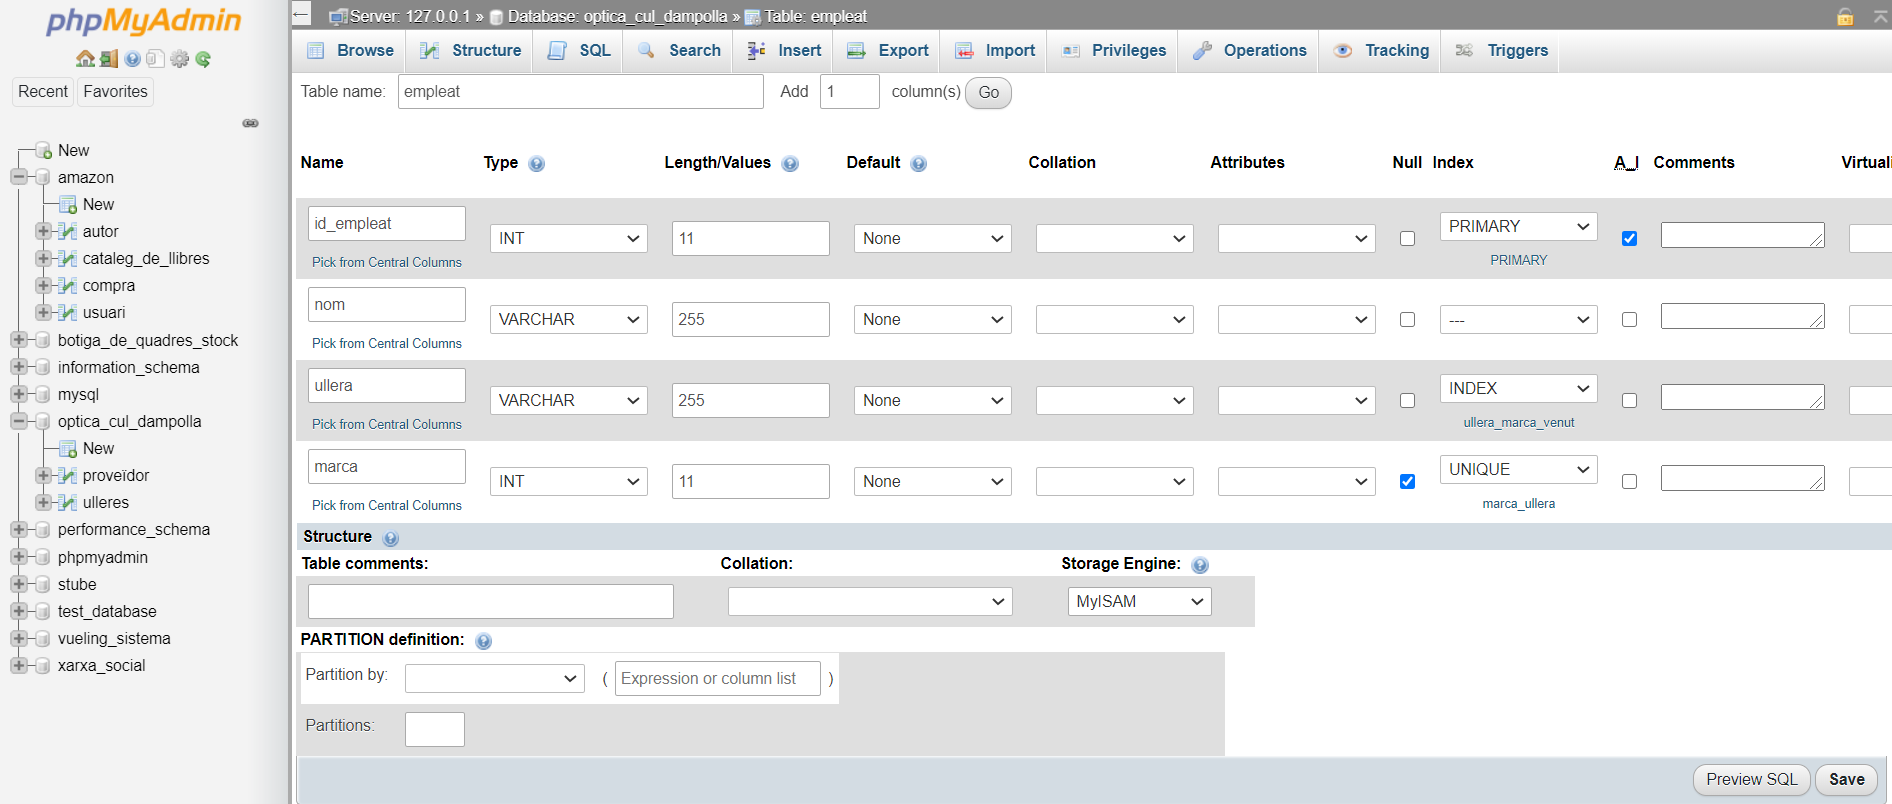 phpMyAdmin
Recent Favorites
New
amazon
New
autor
cataleg_de_llibres
compra
usuari
botiga_de_quadres_stock
information_schema
mysql
optica_cul_dampolla
New
proveïdor
ulleres
performance_schema
phpmyadmin
stube
test_database
vueling_sistema
xarxa_social
Server: 127.0.0.1 » Database: optica_cul_dampolla » Table: empleat
Browse Structure SQL Search Insert Export Import Privileges Operations Tracking Triggers
Table name: empleat Add 1 column(s) Go
Name Type Length/Values Default Collation Attributes Null Index A_I Comments Virtuali
id_empleat INT 11 None PRIMARY
Pick from Central Columns PRIMARY
nom VARCHAR 255 None ---
Pick from Central Columns
ullera VARCHAR 255 None INDEX
Pick from Central Columns ullera_marca_venut
marca INT 11 None UNIQUE
Pick from Central Columns marca_ullera
Structure
Table comments: Collation: Storage Engine:
MyISAM
PARTITION definition:
Partition by: ( Expression or column list )
Partitions:
Preview SQL Save